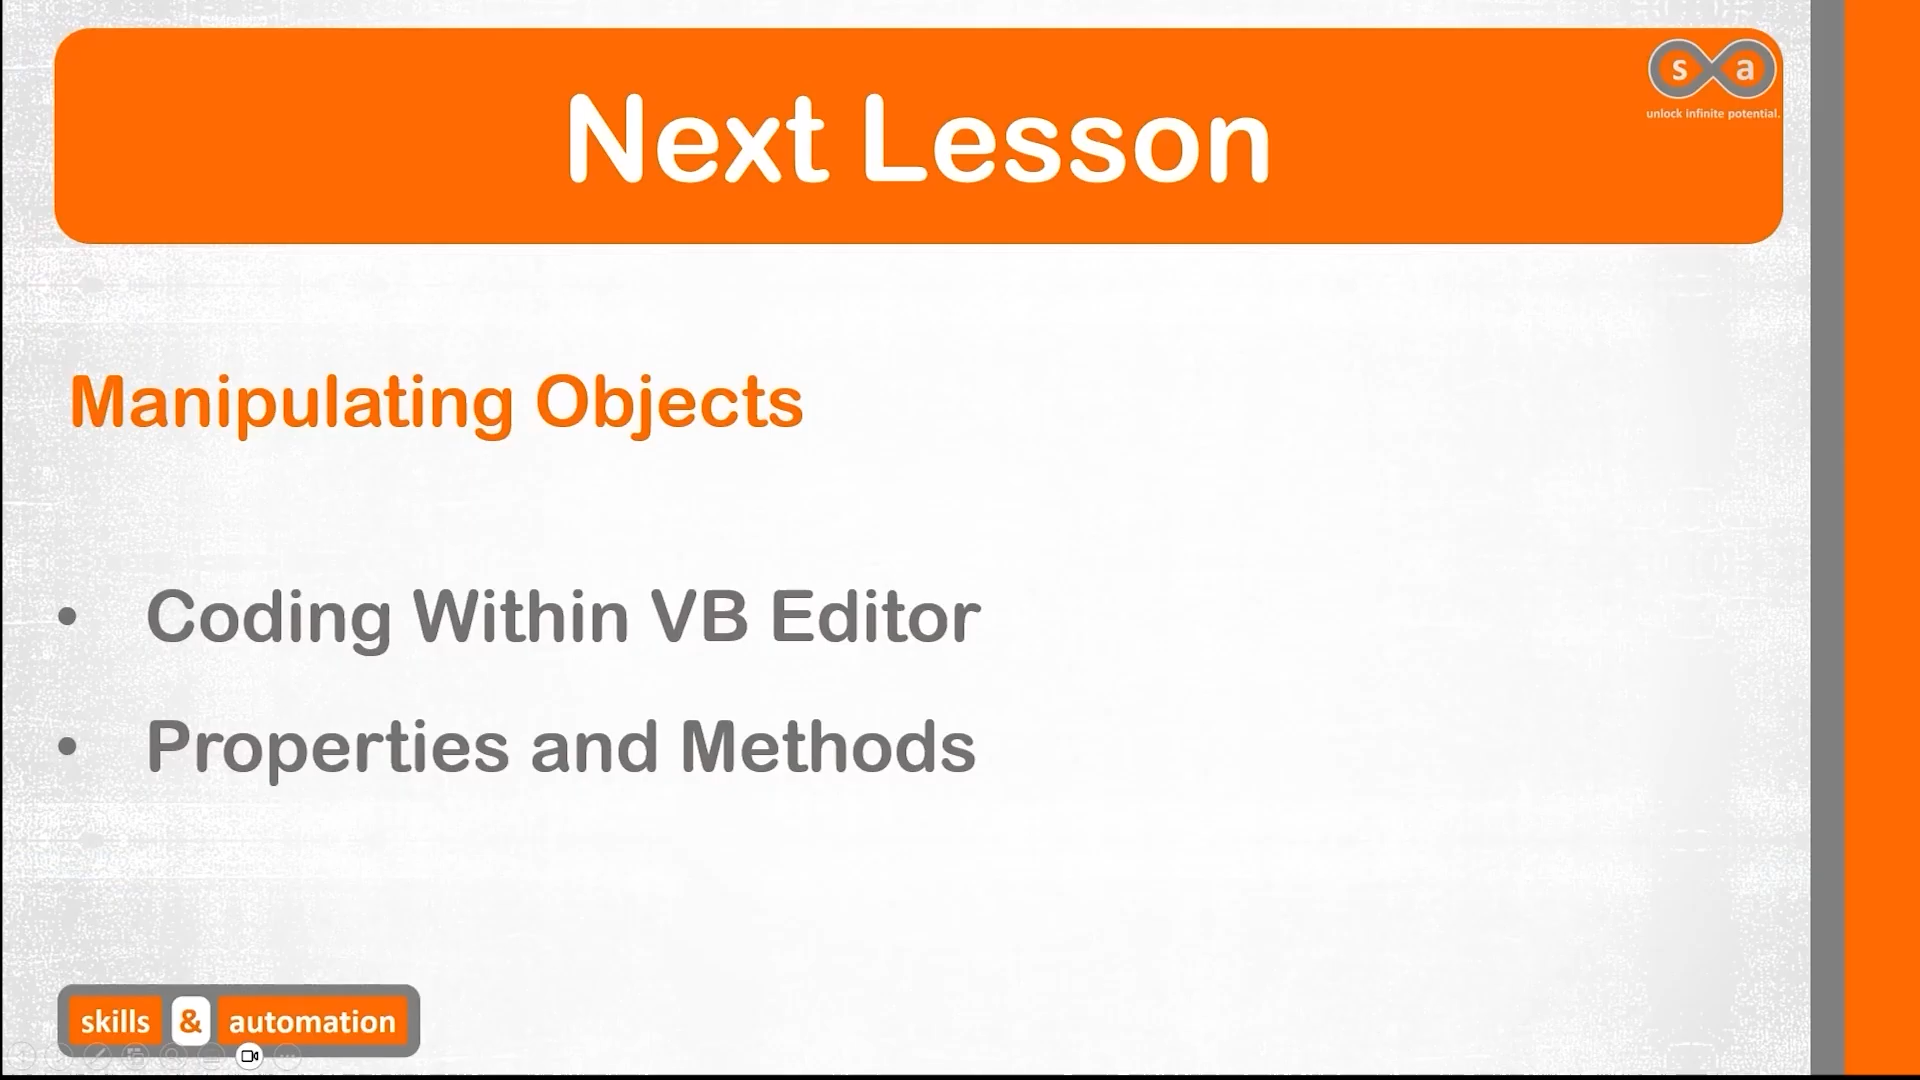 Next Lesson
s a
unlock infinite potential.
Manipulating Objects
• Coding Within VB Editor
• Properties and Methods
skills & automation